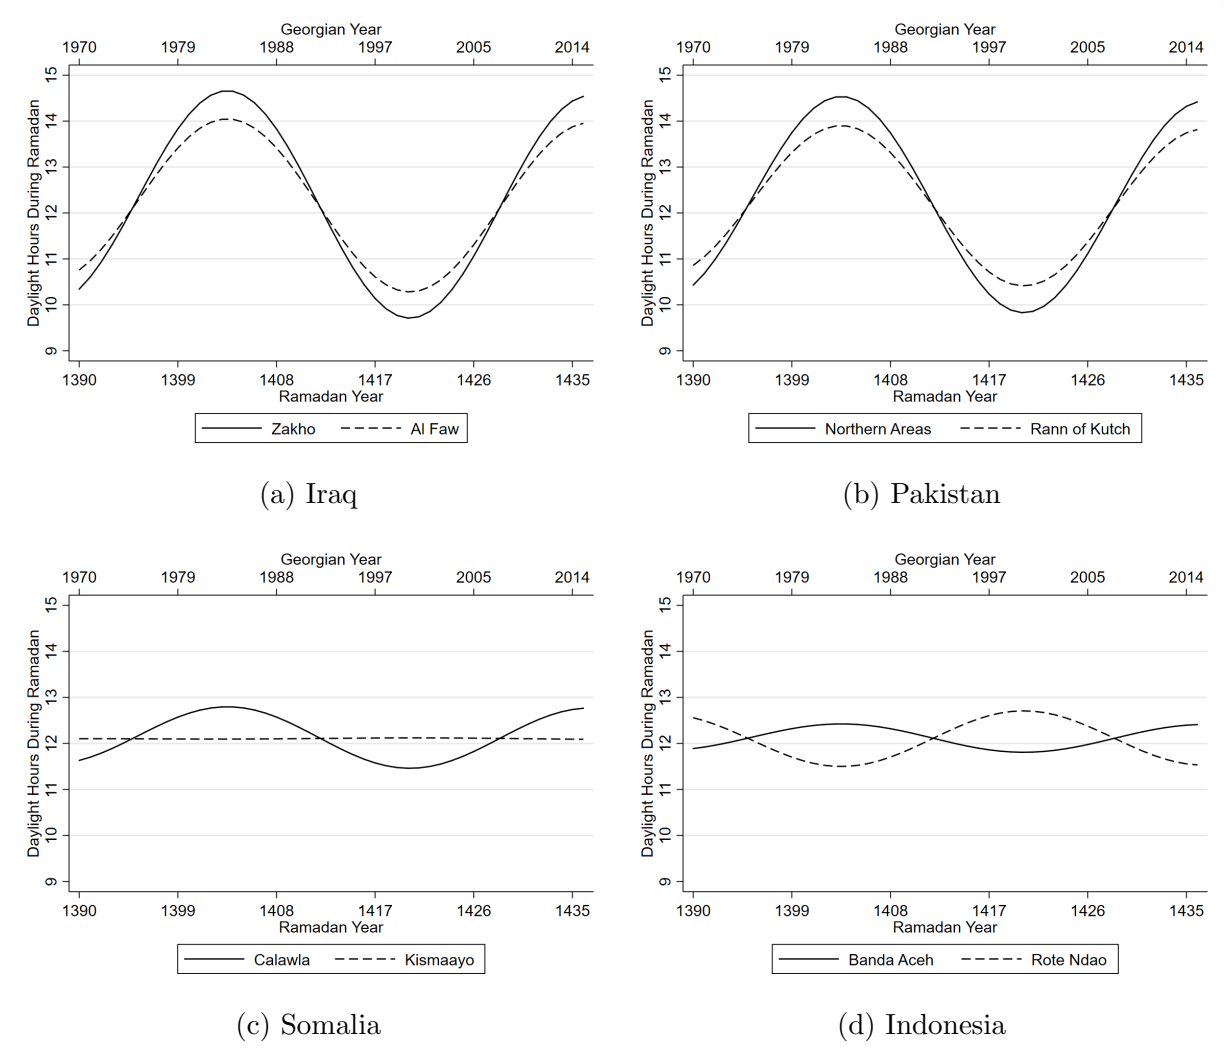 Georgian Year
1970 1979 1988 1997 2005 2014
Daylight Hours During Ramadan
15
14
13
12
11
10
9
1390 1399 1408 1417 1426 1435
Ramadan Year
Zakho Al Faw
(a) Iraq
Georgian Year
1970 1979 1988 1997 2005 2014
Daylight Hours During Ramadan
15
14
13
12
11
10
9
1390 1399 1408 1417 1426 1435
Ramadan Year
Northern Areas Rann of Kutch
(b) Pakistan
Georgian Year
1970 1979 1988 1997 2005 2014
Daylight Hours During Ramadan
15
14
13
12
11
10
9
1390 1399 1408 1417 1426 1435
Ramadan Year
Calawla Kismaayo
(c) Somalia
Georgian Year
1970 1979 1988 1997 2005 2014
Daylight Hours During Ramadan
15
14
13
12
11
10
9
1390 1399 1408 1417 1426 1435
Ramadan Year
Banda Aceh Rote Ndao
(d) Indonesia